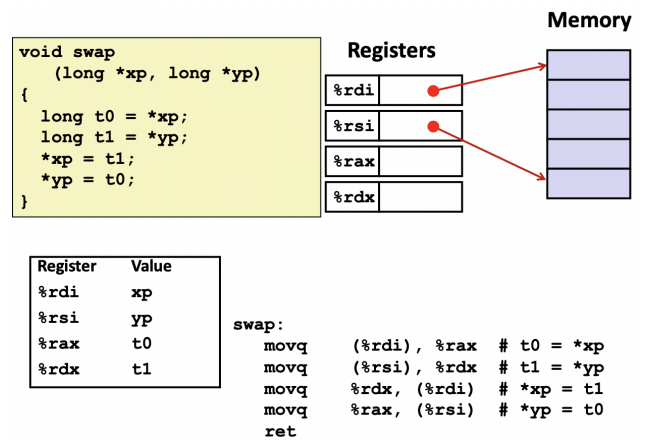 void swap
(long *xp, long *yp)
{
long t0 = *xp;
long t1 = *yp;
*xp = t1;
*yp = t0;
}
Registers
%rdi
%rsi
%rax
%rdx
Memory
Register Value
%rdi xp
%rsi yp
%rax t0
%rdx t1
swap:
movq (%rdi), %rax # t0 = *xp
movq (%rsi), %rdx # t1 = *yp
movq %rdx, (%rdi) # *xp = t1
movq %rax, (%rsi) # *yp = t0
ret